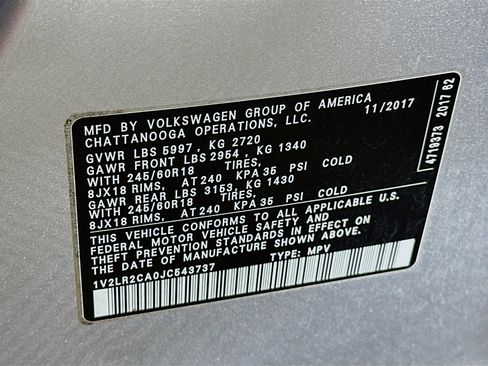 MFD BY VOLKSWAGEN GROUP OF AMERICA 11/2017
CHATTANOOGA OPERATIONS, LLC.
GVWR LBS 5997, KG 2720
GAWR FRONT LBS 2954, KG 1340
WITH 245/60R18 TIRES,
8JX18 RIMS, AT 240 KPA 35 PSI COLD
GAWR REAR LBS 3153, KG 1430
WITH 245/60R18 TIRES,
8JX18 RIMS, AT 240 KPA 35 PSI COLD
THIS VEHICLE CONFORMS TO ALL APPLICABLE U.S.
FEDERAL MOTOR VEHICLE SAFETY AND
THEFT PREVENTION STANDARDS IN EFFECT ON
THE DATE OF MANUFACTURE SHOWN ABOVE.
1V2LR2CA0JC543737 TYPE: MPV
4719373 2017 62